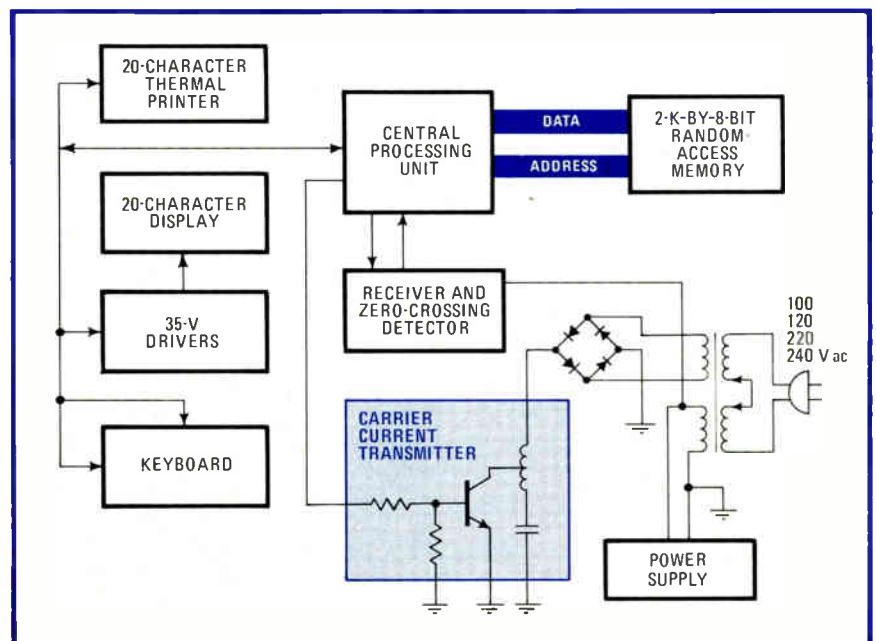 20-CHARACTER
THERMAL
PRINTER
CENTRAL
PROCESSING
UNIT
DATA
ADDRESS
2-K-BY-8-BIT
RANDOM-
ACCESS
MEMORY
20-CHARACTER
DISPLAY
35-V
DRIVERS
RECEIVER AND
ZERO-CROSSING
DETECTOR
100
120
220
240 V ac
KEYBOARD
CARRIER
CURRENT
TRANSMITTER
POWER
SUPPLY